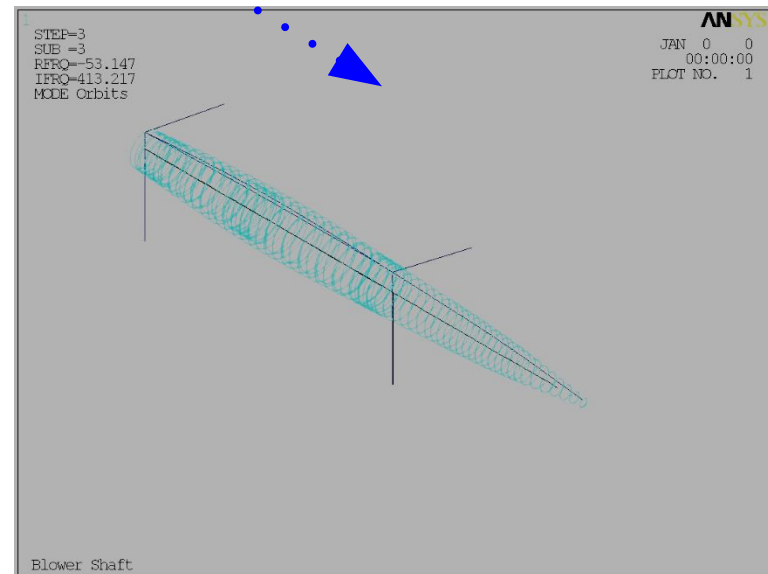 1
ANSYS
STEP=3
SUB =3
RFRQ=-53.147
IFRQ=413.217
MODE Orbits
JAN 0 0
00:00:00
PLOT NO. 1
Blower Shaft